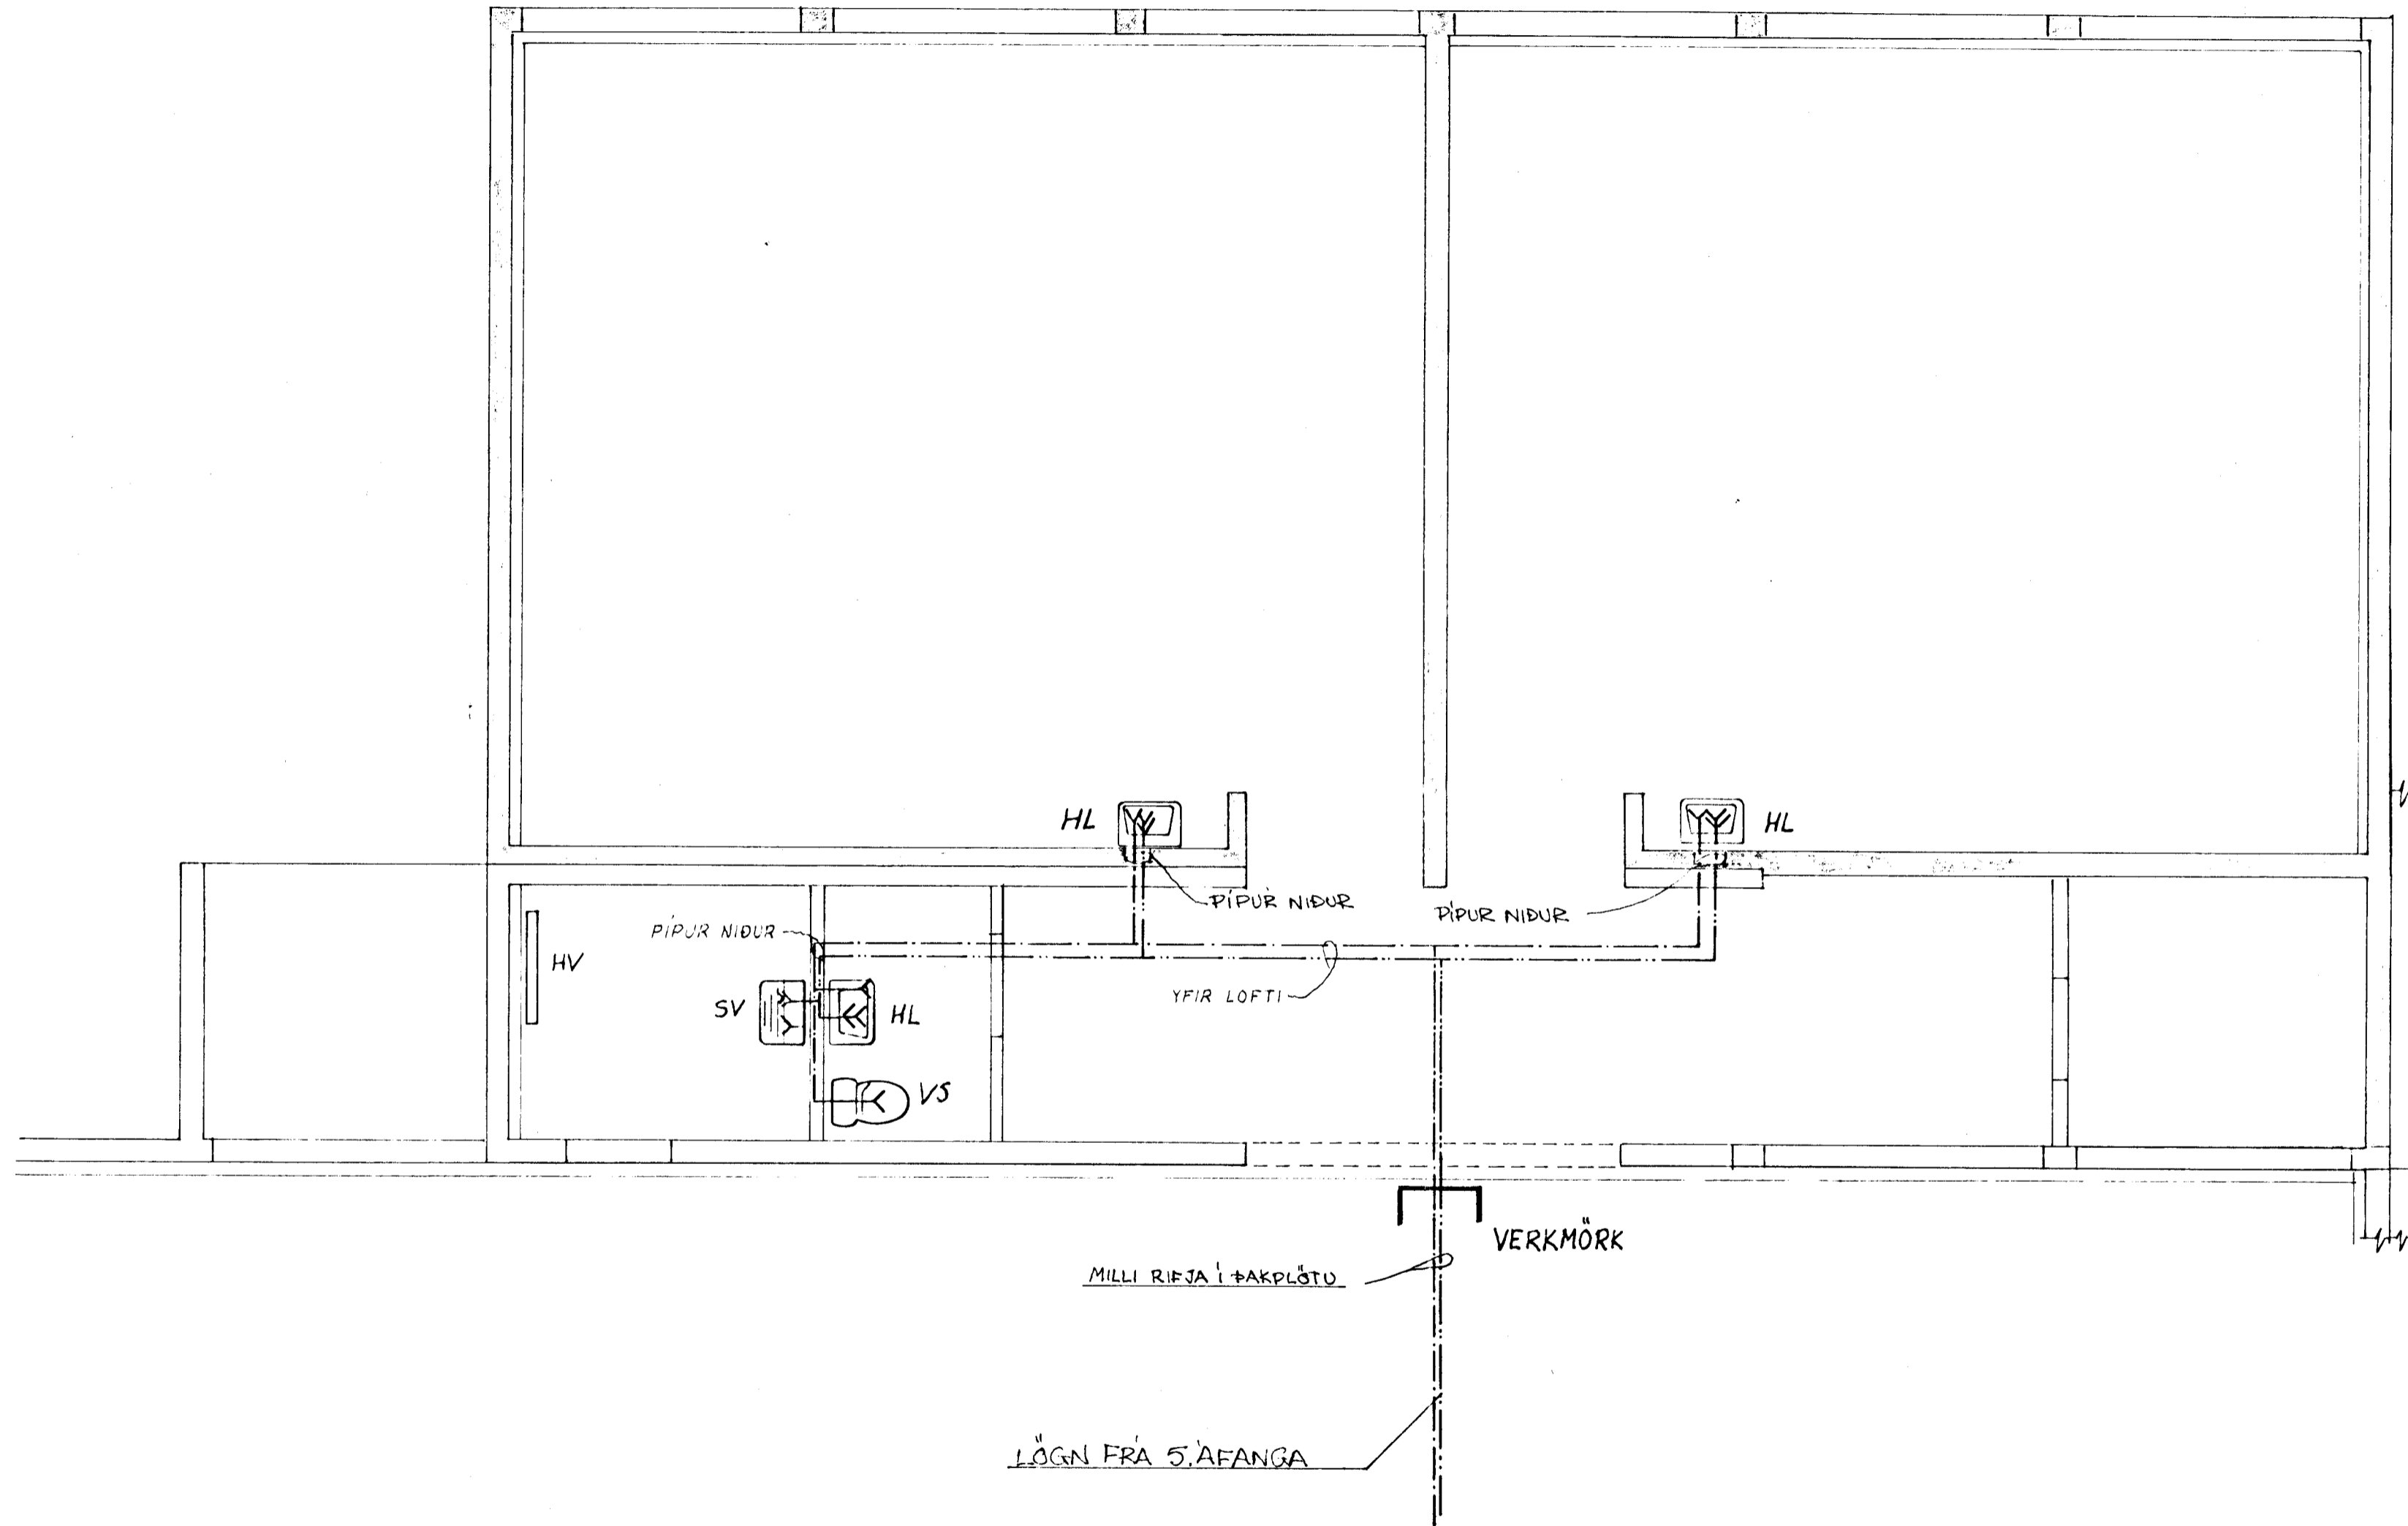 HL
HL
PÍPUR NIÐUR
PÍPUR NIÐUR
PÍPUR NIÐUR
HV
YFIR LOFTI
SV
HL
VS
VERKMÖRK
MILLI RIFJA Í ÞAKPLÖTU
LÖGN FRÁ 5. ÁFANGA